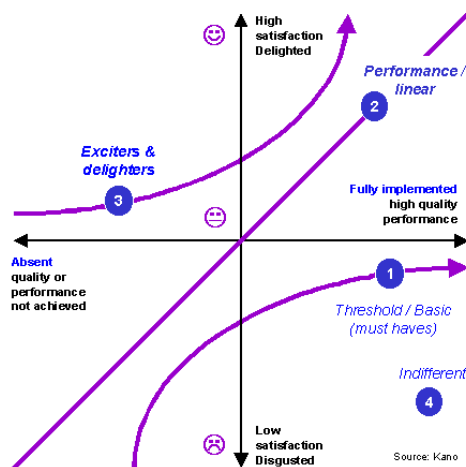 High
satisfaction
Delighted
Performance /
linear
2
Exciters &
delighters
3
Fully implemented
high quality
performance
Absent
quality or
performance
not achieved
1
Threshold / Basic
(must haves)
Indifferent
4
Low
satisfaction
Disgusted
Source: Kano